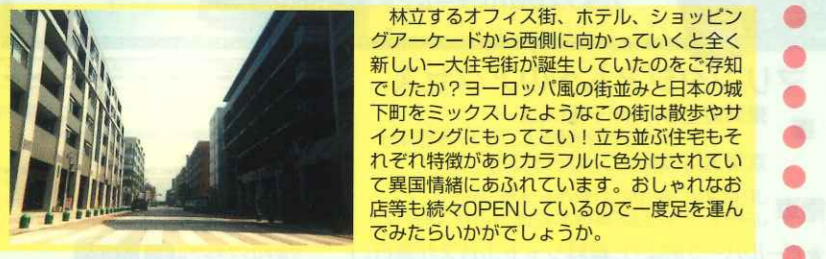 林立するオフィス街、ホテル、ショッピン
グアーケードから西側に向かっていくと全く
新しい一大住宅街が誕生していたのをご存知
でしたか？ヨーロッパ風の街並みと日本の城
下町をミックスしたようなこの街は散歩やサ
イクリングにもってこい！立ち並ぶ住宅もそ
れぞれ特徴がありカラフルに色分けされてい
て異国情緒にあふれています。おしゃれなお
店等も続々OPENしているので一度足を運ん
でみたらいかがでしょうか。